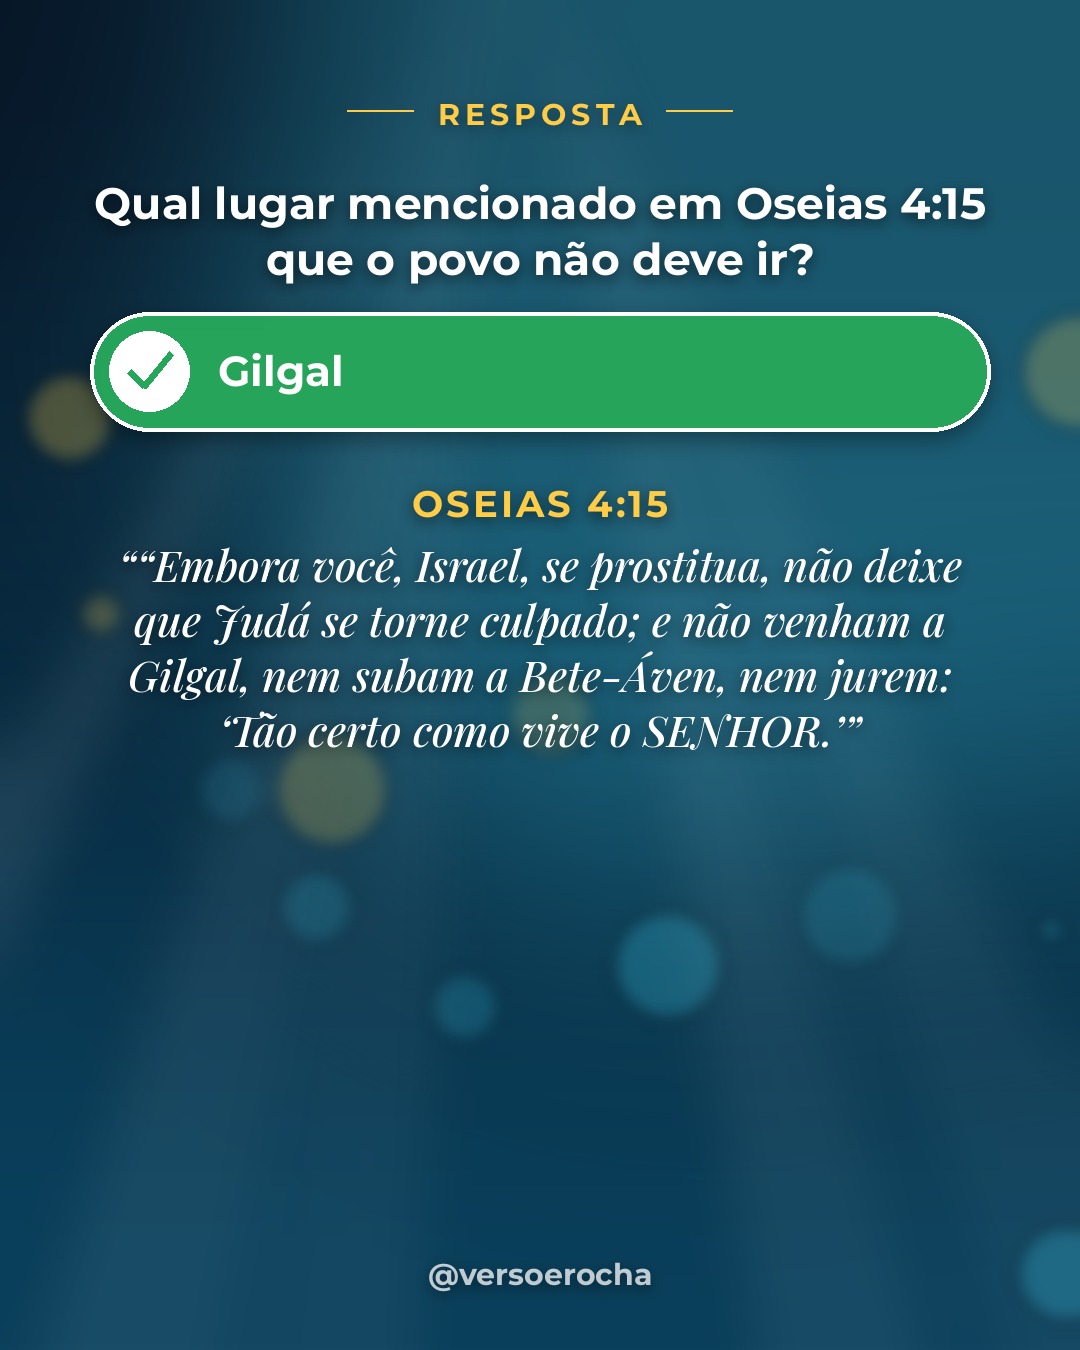 RESPOSTA
Qual lugar mencionado em Oseias 4:15
que o povo não deve ir?
Gilgal
OSEIAS 4:15
““Embora você, Israel, se prostitua, não deixe
que Judá se torne culpado; e não venham a
Gilgal, nem subam a Bete-Áven, nem jurem:
‘Tão certo como vive o SENHOR.’”
@versoerocha